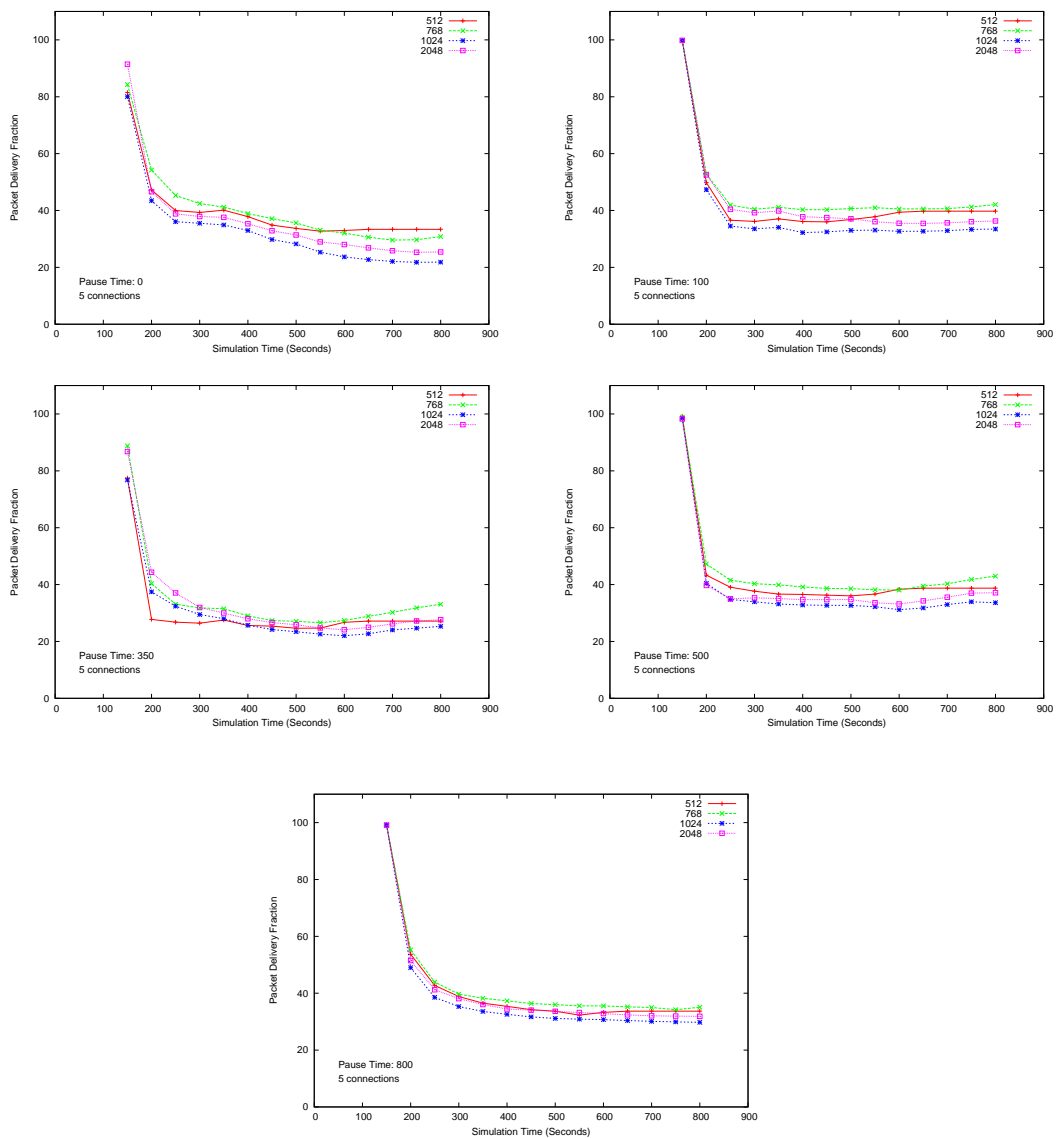 512
768
1024
2048
100
80
60
40
20
0
Packet Delivery Fraction
Pause Time: 0
5 connections
0 100 200 300 400 500 600 700 800 900
Simulation Time (Seconds)
512
768
1024
2048
100
80
60
40
20
0
Packet Delivery Fraction
Pause Time: 100
5 connections
0 100 200 300 400 500 600 700 800 900
Simulation Time (Seconds)
512
768
1024
2048
100
80
60
40
20
0
Packet Delivery Fraction
Pause Time: 350
5 connections
0 100 200 300 400 500 600 700 800 900
Simulation Time (Seconds)
512
768
1024
2048
100
80
60
40
20
0
Packet Delivery Fraction
Pause Time: 500
5 connections
0 100 200 300 400 500 600 700 800 900
Simulation Time (Seconds)
512
768
1024
2048
100
80
60
40
20
0
Packet Delivery Fraction
Pause Time: 800
5 connections
0 100 200 300 400 500 600 700 800 900
Simulation Time (Seconds)